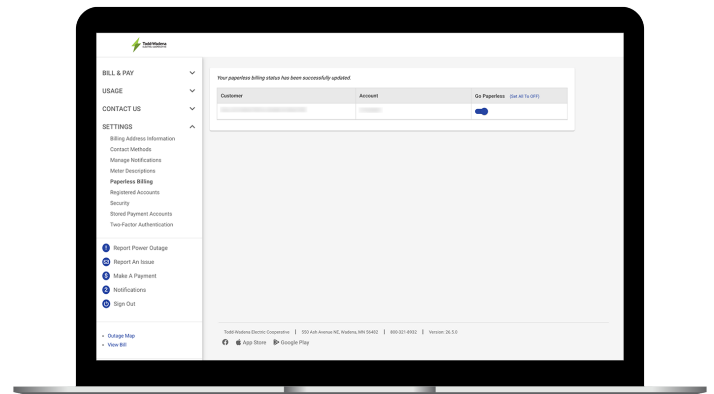 Todd-Wadena
ELECTRIC COOPERATIVE
BILL & PAY
USAGE
CONTACT US
SETTINGS
Billing Address Information
Contact Methods
Manage Notifications
Meter Descriptions
Paperless Billing
Registered Accounts
Security
Stored Payment Accounts
Two-Factor Authentication
Report Power Outage
Report An Issue
Make A Payment
2 Notifications
Sign Out
Outage Map
View Bill
Your paperless billing status has been successfully updated.
Customer Account Go Paperless (Set All To OFF)
Todd-Wadena Electric Cooperative | 550 Ash Avenue NE, Wadena, MN 56482 | 800-321-8932 | Version: 26.5.0
App Store Google Play